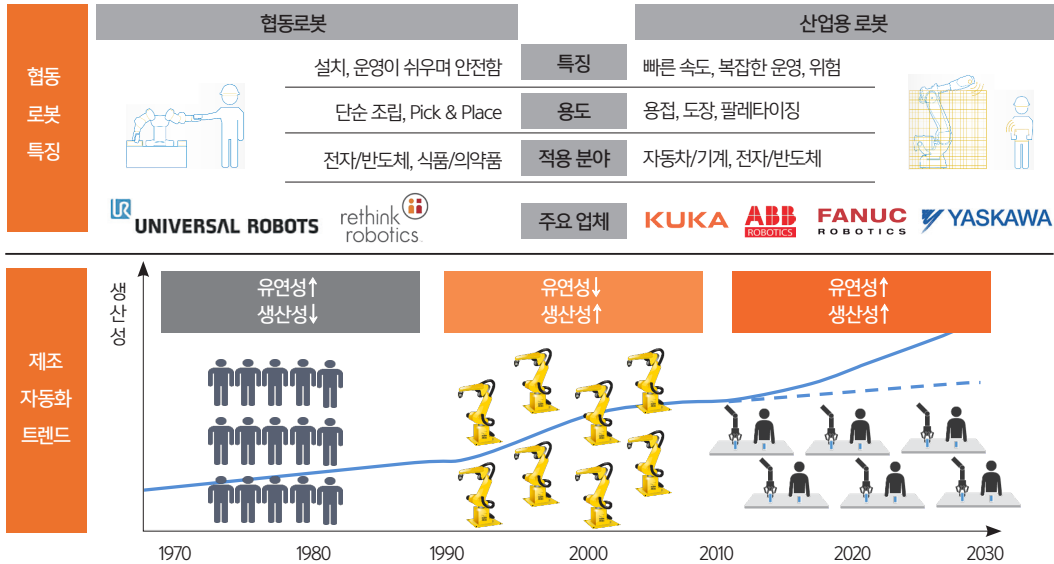 협동로봇
산업용 로봇
협동
로봇
특징
설치, 운영이 쉬우며 안전함
특징
빠른 속도, 복잡한 운영, 위험
단순 조립, Pick & Place
용도
용접, 도장, 팔레타이징
전자/반도체, 식품/의약품
적용 분야
자동차/기계, 전자/반도체
UR
UNIVERSAL ROBOTS
rethink
robotics
주요 업체
KUKA
ABB
ROBOTICS
FANUC
ROBOTICS
YASKAWA
제조
자동화
트렌드
생산성
유연성↑
생산성↓
유연성↓
생산성↑
유연성↑
생산성↑
1970
1980
1990
2000
2010
2020
2030